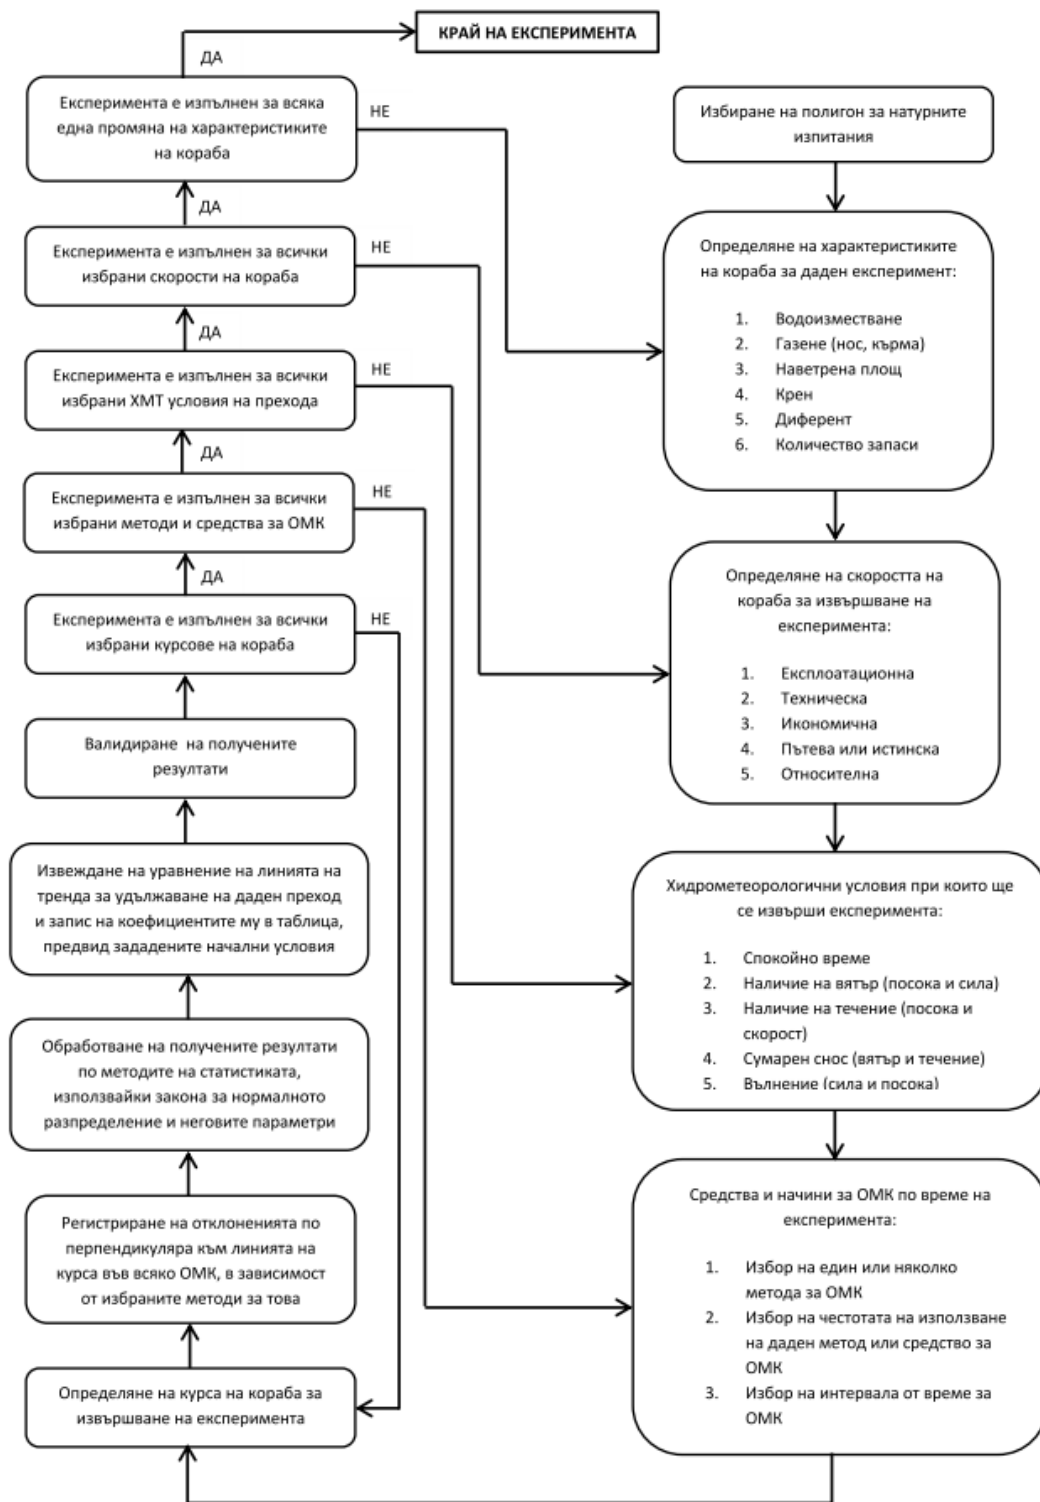 КРАЙ НА ЕКСПЕРИМЕНТА
ДА
Експеримента е изпълнен за всяка
една промяна на характеристиките
на кораба
НЕ
ДА
Експеримента е изпълнен за всички
избрани скорости на кораба
НЕ
ДА
Експеримента е изпълнен за всички
избрани ХМТ условия на прехода
НЕ
ДА
Експеримента е изпълнен за всички
избрани методи и средства за ОМК
НЕ
ДА
Експеримента е изпълнен за всички
избрани курсове на кораба
НЕ
Валидиране на получените
резултати
Извеждане на уравнение на линията на
тренда за удължаване на даден преход
и запис на коефициентите му в таблица,
предвид зададените начални условия
Обработване на получените резултати
по методите на статистиката,
използвайки закона за нормалното
разпределение и неговите параметри
Регистриране на отклоненията по
перпендикуляра към линията на
курса във всяко ОМК, в зависимост
от избраните методи за това
Определяне на курса на кораба за
извършване на експеримента
Избиране на полигон за натурните
изпитания
Определяне на характеристиките
на кораба за даден експеримент:
1. Водоизместване
2. Газене (нос, кърма)
3. Наветрена площ
4. Крен
5. Диферент
6. Количество запаси
Определяне на скоростта на
кораба за извършване на
експеримента:
1. Експлоатационна
2. Техническа
3. Икономична
4. Пътева или истинска
5. Относителна
Хидрометеорологични условия при които ще
се извърши експеримента:
1. Спокойно време
2. Наличие на вятър (посока и сила)
3. Наличие на течение (посока и
скорост)
4. Сумарен снос (вятър и течение)
5. Вълнение (сила и посока)
Средства и начини за ОМК по време на
експеримента:
1. Избор на един или няколко
метода за ОМК
2. Избор на честотата на използване
на даден метод или средство за
ОМК
3. Избор на интервала от време за
ОМК